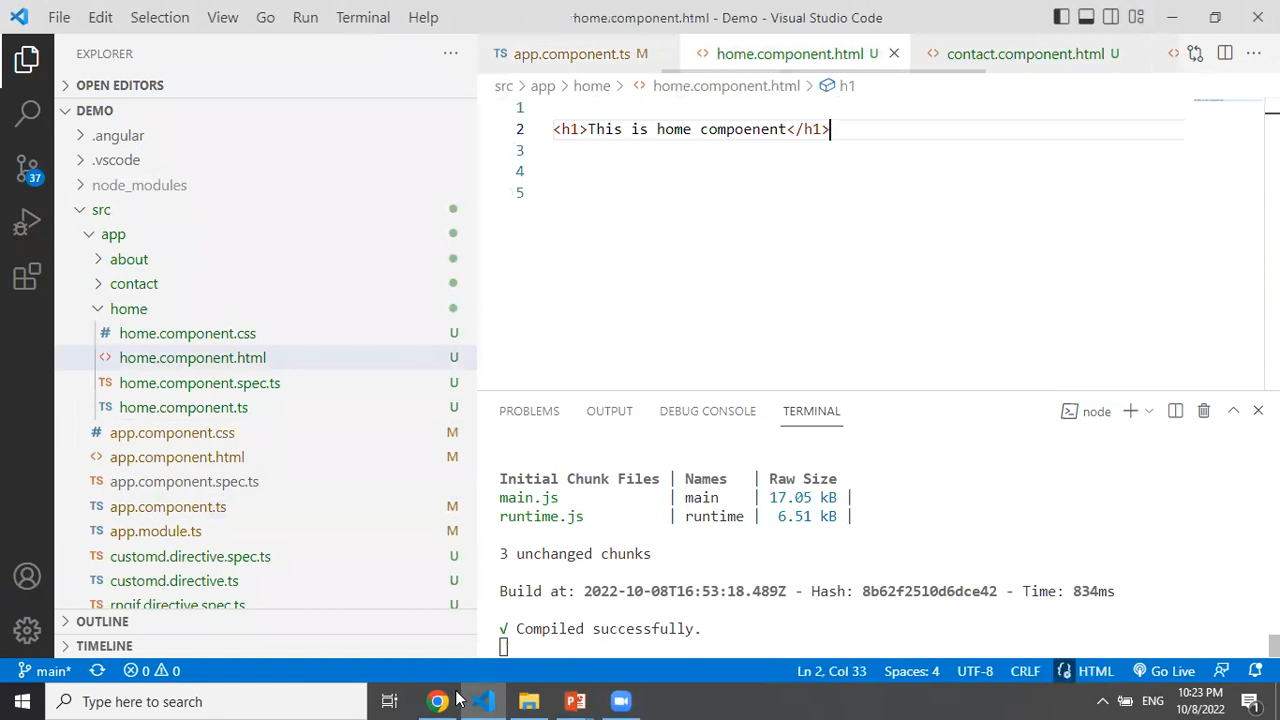 File Edit Selection View Go Run Terminal Help
home.component.html - Demo - Visual Studio Code
EXPLORER
app.component.ts M
home.component.html U
contact.component.html U
OPEN EDITORS
src > app > home > home.component.html > h1
DEMO
.angular
.vscode
node_modules
src
app
about
contact
home
home.component.css U
home.component.html U
home.component.spec.ts U
home.component.ts U
app.component.css M
app.component.html M
app.component.spec.ts
app.component.ts M
app.module.ts M
customd.directive.spec.ts U
customd.directive.ts U
rngif.directive.spec.ts U
OUTLINE
TIMELINE
37
1
2 <h1>This is home compoenent</h1>
3
4
5
PROBLEMS OUTPUT DEBUG CONSOLE TERMINAL
node
Initial Chunk Files | Names | Raw Size
main.js | main | 17.05 kB |
runtime.js | runtime | 6.51 kB |
3 unchanged chunks
Build at: 2022-10-08T16:53:18.489Z - Hash: 8b62f2510d6dce42 - Time: 834ms
√ Compiled successfully.
main* 0 0 Ln 2, Col 33 Spaces: 4 UTF-8 CRLF HTML Go Live
Type here to search
ENG
10:23 PM
10/8/2022
1